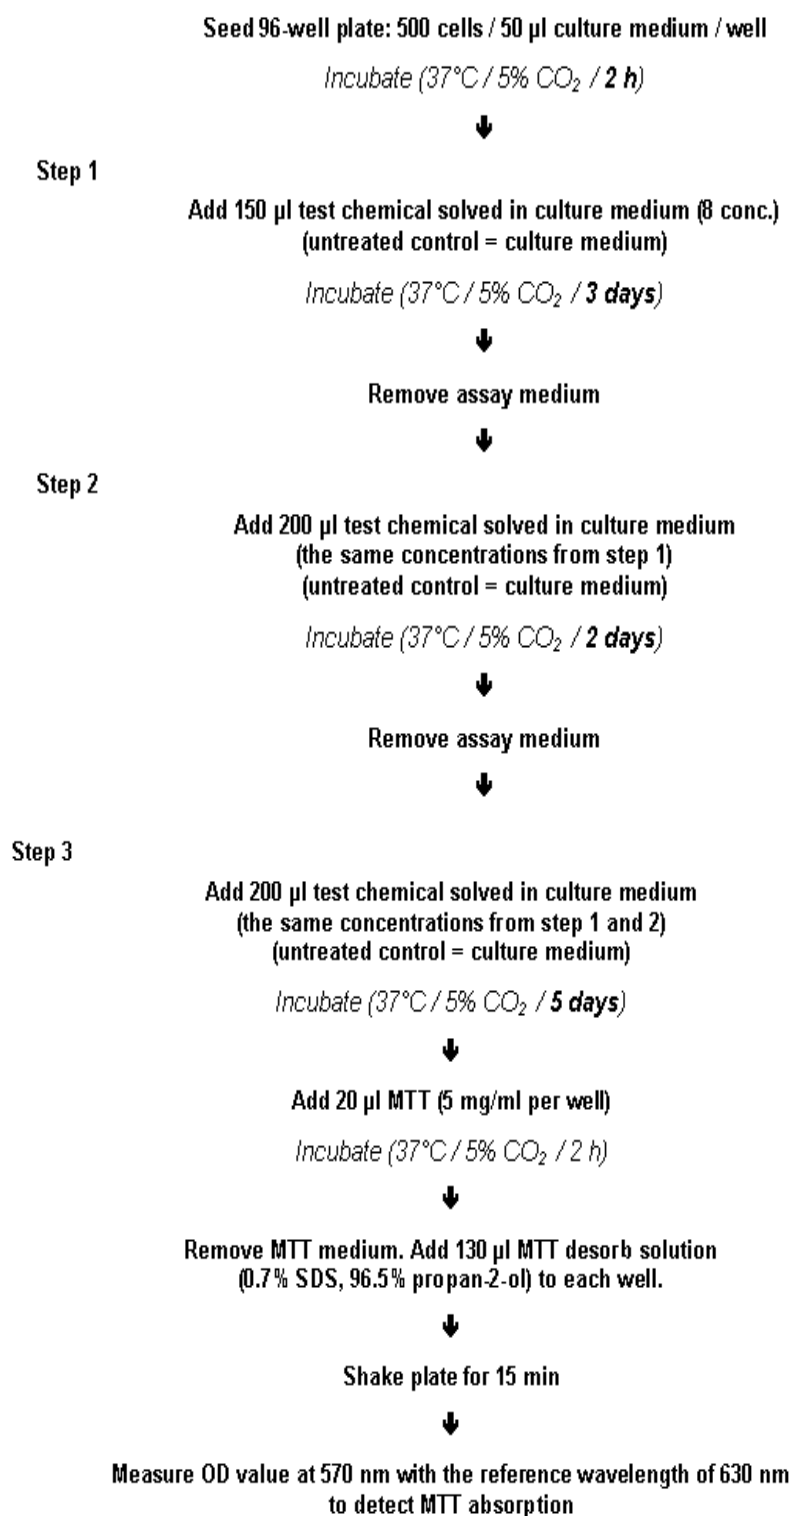 Seed 96-well plate: 500 cells / 50 µl culture medium / well
Incubate (37°C / 5% CO₂ / 2 h)
Step 1
Add 150 µl test chemical solved in culture medium (8 conc.)
(untreated control = culture medium)
Incubate (37°C / 5% CO₂ / 3 days)
Remove assay medium
Step 2
Add 200 µl test chemical solved in culture medium
(the same concentrations from step 1)
(untreated control = culture medium)
Incubate (37°C / 5% CO₂ / 2 days)
Remove assay medium
Step 3
Add 200 µl test chemical solved in culture medium
(the same concentrations from step 1 and 2)
(untreated control = culture medium)
Incubate (37°C / 5% CO₂ / 5 days)
Add 20 µl MTT (5 mg/ml per well)
Incubate (37°C / 5% CO₂ / 2 h)
Remove MTT medium. Add 130 µl MTT desorb solution
(0.7% SDS, 96.5% propan-2-ol) to each well.
Shake plate for 15 min
Measure OD value at 570 nm with the reference wavelength of 630 nm
to detect MTT absorption